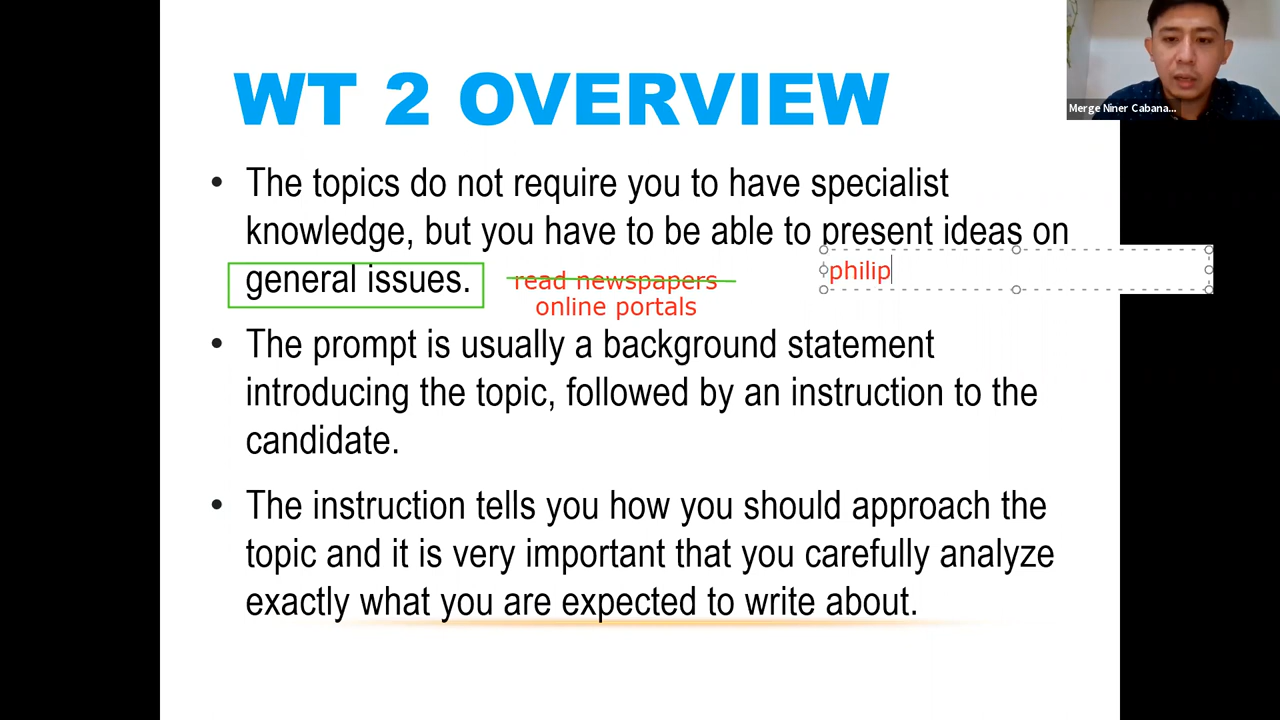 WT 2 OVERVIEW
Merge Niner Cabana...
• The topics do not require you to have specialist
knowledge, but you have to be able to present ideas on
general issues.
read newspapers
philip
online portals
• The prompt is usually a background statement
introducing the topic, followed by an instruction to the
candidate.
• The instruction tells you how you should approach the
topic and it is very important that you carefully analyze
exactly what you are expected to write about.